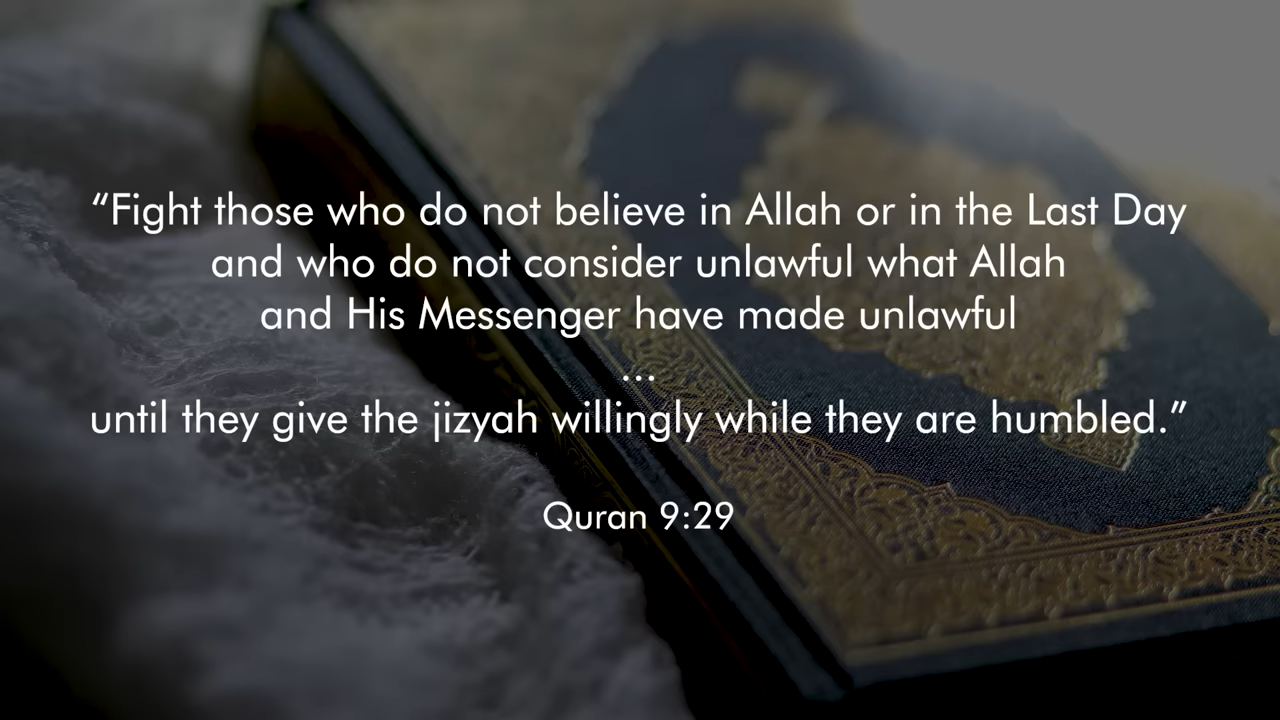 “Fight those who do not believe in Allah or in the Last Day
and who do not consider unlawful what Allah
and His Messenger have made unlawful
...
until they give the jizyah willingly while they are humbled.”
Quran 9:29